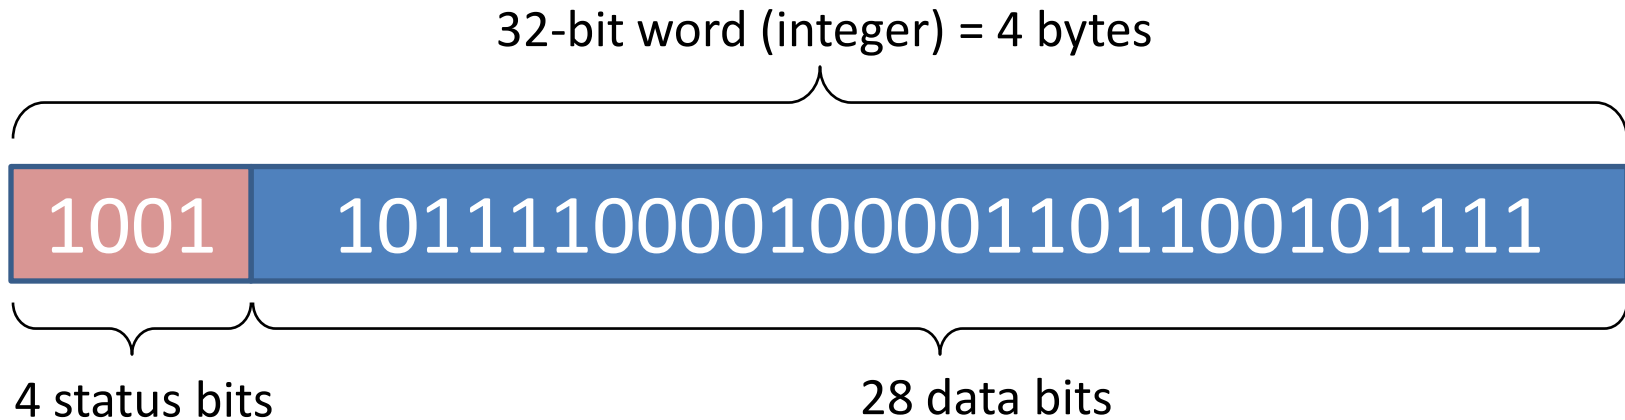 32-bit word (integer) = 4 bytes
1001
1011110000100001101100101111
4 status bits
28 data bits